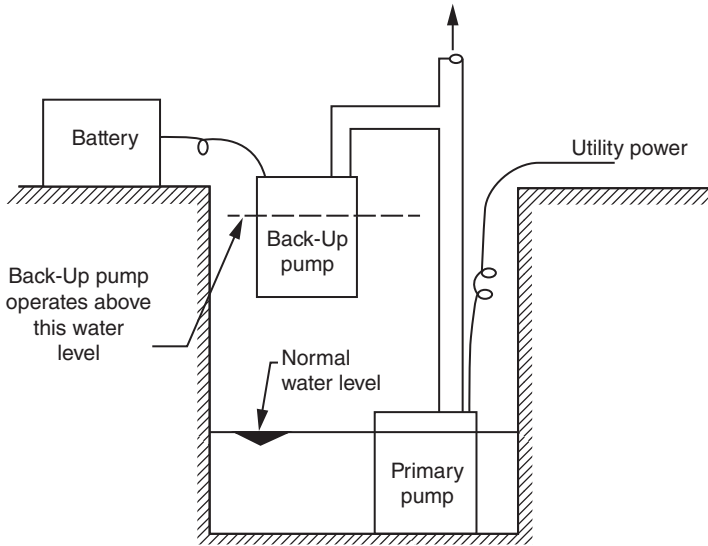 Battery
Utility power
Back-Up
pump
Back-Up pump
operates above
this water
level
Normal
water level
Primary
pump